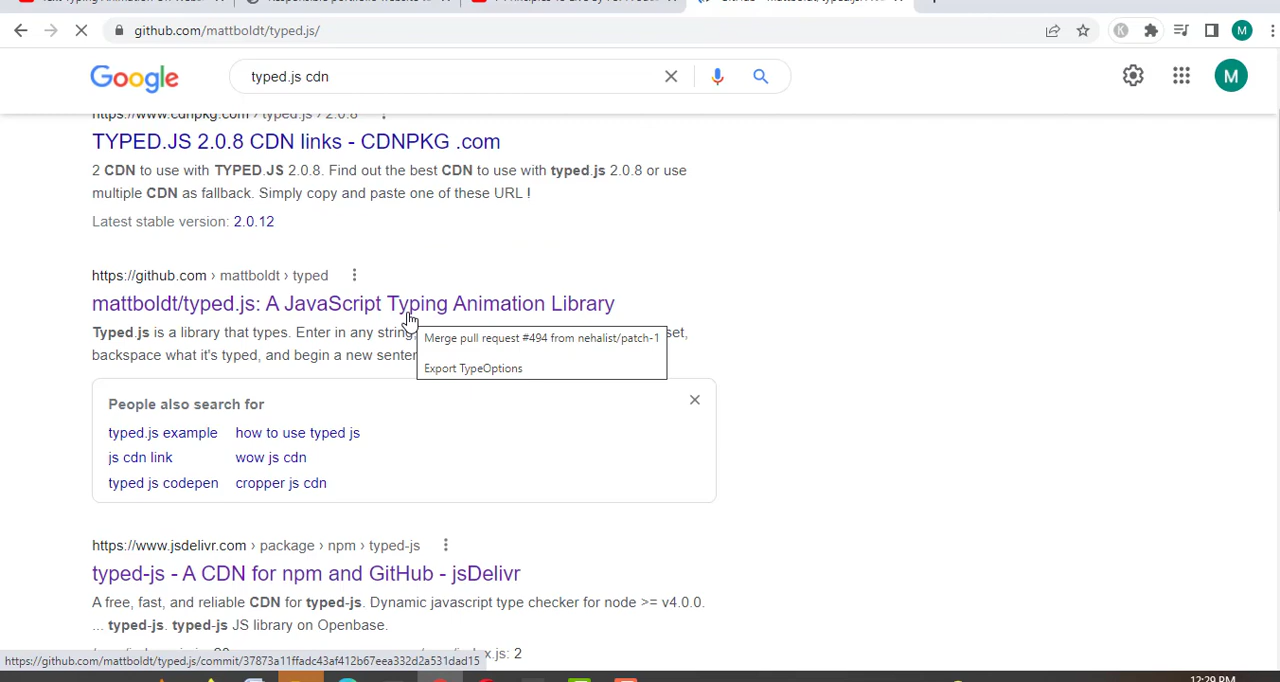 github.com/mattboldt/typed.js/
K
M
Google
typed.js cdn
M
https://www.cdnpkg.com › typed.js › 2.0.8
TYPED.JS 2.0.8 CDN links - CDNPKG .com
2 CDN to use with TYPED.JS 2.0.8. Find out the best CDN to use with typed.js 2.0.8 or use
multiple CDN as fallback. Simply copy and paste one of these URL !
Latest stable version: 2.0.12
https://github.com › mattboldt › typed
mattboldt/typed.js: A JavaScript Typing Animation Library
Typed.js is a library that types. Enter in any string, set,
backspace what it's typed, and begin a new senten
Merge pull request #494 from nehalist/patch-1
Export TypeOptions
People also search for
typed.js example how to use typed js
js cdn link wow js cdn
typed js codepen cropper js cdn
https://www.jsdelivr.com › package › npm › typed-js
typed-js - A CDN for npm and GitHub - jsDelivr
A free, fast, and reliable CDN for typed-js. Dynamic javascript type checker for node >= v4.0.0.
... typed-js. typed-js JS library on Openbase.
x.js: 2
https://github.com/mattboldt/typed.js/commit/37873a11ffadc43af412b67eea332d2a531dad15
12:29 PM